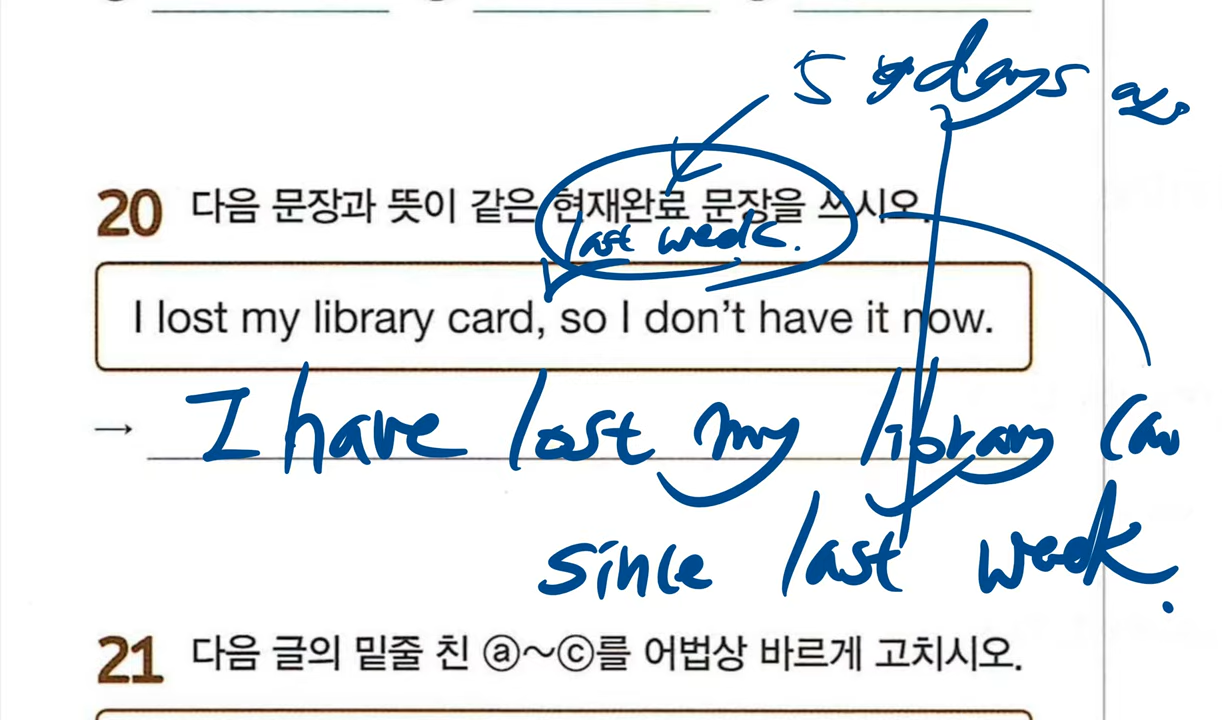 5 days
20 다음 문장과 뜻이 같은 현재완료 문장을 쓰시오.
last week.
I lost my library card, so I don't have it now.
→ I have lost my library
since last week.
21 다음 글의 밑줄 친 ⓐ~ⓒ를 어법상 바르게 고치시오.